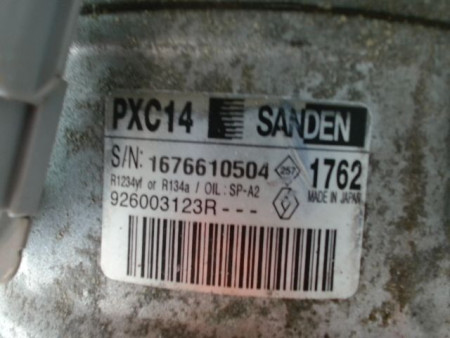 PXC14 SANDEN
S/N: 1676610504 257 1762
R1234yf or R134a / OIL: SP-A2 MADE IN JAPAN
926003123R---